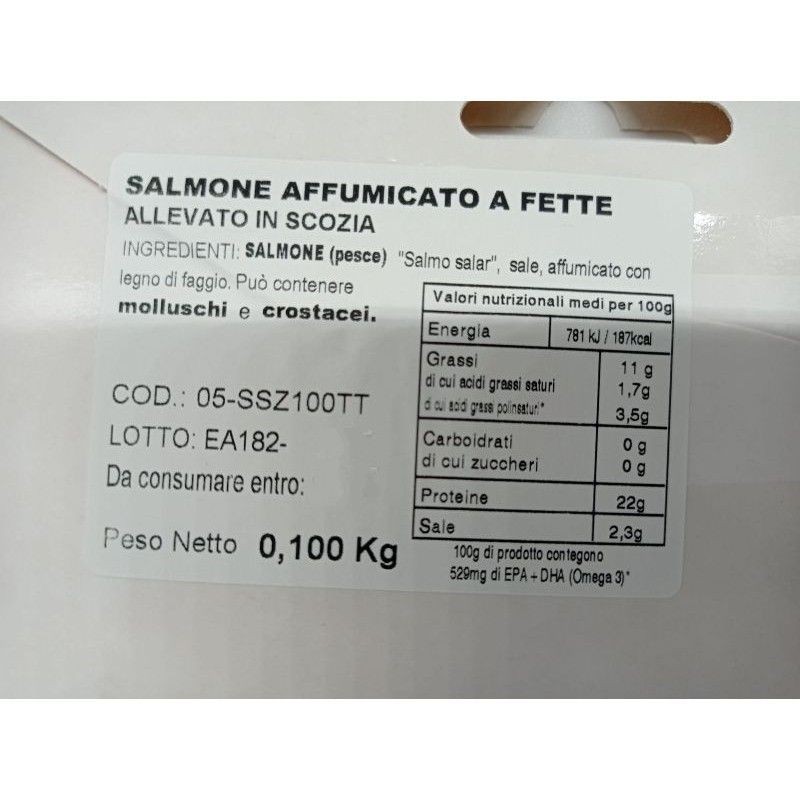 SALMONE AFFUMICATO A FETTE
ALLEVATO IN SCOZIA
INGREDIENTI: SALMONE (pesce) "Salmo salar", sale, affumicato con
legno di faggio. Può contenere
molluschi e crostacei.
COD.: 05-SSZ100TT
LOTTO: EA182-
Da consumare entro:
Peso Netto 0,100 Kg
Valori nutrizionali medi per 100g
Energia 781 kJ / 187kcal
Grassi 11 g
di cui acidi grassi saturi 1,7g
di cui acidi grassi polinsaturi* 3,5g
Carboidrati 0 g
di cui zuccheri 0 g
Proteine 22g
Sale 2,3g
100g di prodotto contegono
529mg di EPA + DHA (Omega 3)*